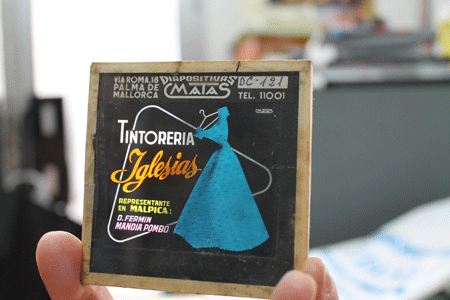 VIA ROMA, 18
PALMA DE
MALLORCA
DIAPOSITIVAS
MATAS
DC-121
TEL. 11001
TINTORERIA
Iglesias
REPRESENTANTE
EN MALPICA:
D. FERMIN
MANDIA POMBO